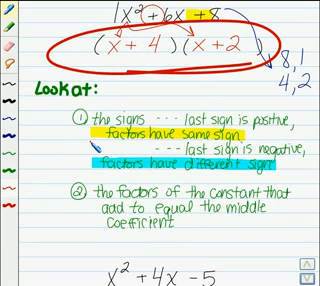 1x² + 6x + 8
(x + 4)(x + 2)
8, 1
4, 2
Look at:
① the signs --- last sign is positive,
factors have same sign.
--- last sign is negative,
factors have different sign
② the factors of the constant that
add to equal the middle
coefficient
x² + 4x - 5